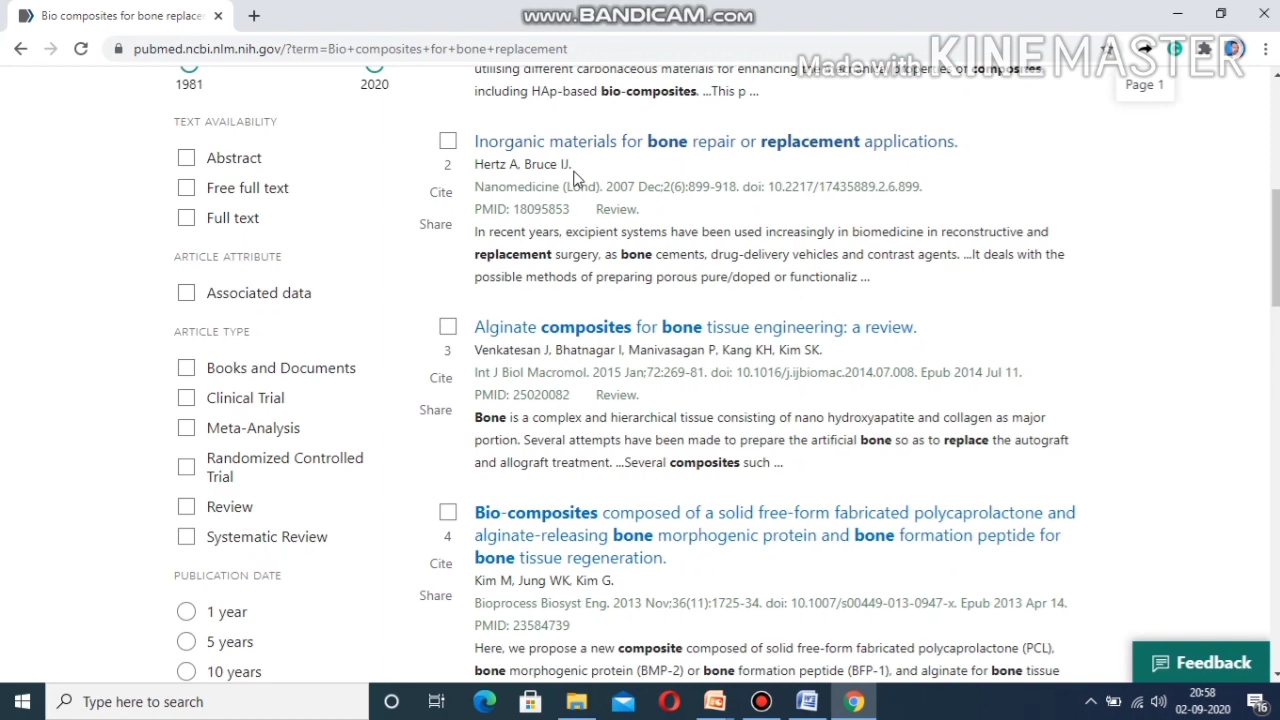 Bio composites for bone replace
www.BANDICAM.com
pubmed.ncbi.nlm.nih.gov/?term=Bio+composites+for+bone+replacement
Made with KINEMASTER
1981
2020
Page 1
utilising different carbonaceous materials for enhancing the mechanical properties of composites
including HAp-based bio-composites. ...This p ...
TEXT AVAILABILITY
Abstract
Free full text
Full text
ARTICLE ATTRIBUTE
Associated data
ARTICLE TYPE
Books and Documents
Clinical Trial
Meta-Analysis
Randomized Controlled
Trial
Review
Systematic Review
PUBLICATION DATE
1 year
5 years
10 years
2
Cite
Share
Inorganic materials for bone repair or replacement applications.
Hertz A, Bruce IJ.
Nanomedicine (Lond). 2007 Dec;2(6):899-918. doi: 10.2217/17435889.2.6.899.
PMID: 18095853 Review.
In recent years, excipient systems have been used increasingly in biomedicine in reconstructive and
replacement surgery, as bone cements, drug-delivery vehicles and contrast agents. ...It deals with the
possible methods of preparing porous pure/doped or functionaliz ...
3
Cite
Share
Alginate composites for bone tissue engineering: a review.
Venkatesan J, Bhatnagar I, Manivasagan P, Kang KH, Kim SK.
Int J Biol Macromol. 2015 Jan;72:269-81. doi: 10.1016/j.ijbiomac.2014.07.008. Epub 2014 Jul 11.
PMID: 25020082 Review.
Bone is a complex and hierarchical tissue consisting of nano hydroxyapatite and collagen as major
portion. Several attempts have been made to prepare the artificial bone so as to replace the autograft
and allograft treatment. ...Several composites such ...
4
Cite
Share
Bio-composites composed of a solid free-form fabricated polycaprolactone and
alginate-releasing bone morphogenic protein and bone formation peptide for
bone tissue regeneration.
Kim M, Jung WK, Kim G.
Bioprocess Biosyst Eng. 2013 Nov;36(11):1725-34. doi: 10.1007/s00449-013-0947-x. Epub 2013 Apr 14.
PMID: 23584739
Here, we propose a new composite composed of solid free-form fabricated polycaprolactone (PCL),
bone morphogenic protein (BMP-2) or bone formation peptide (BFP-1), and alginate for bone tissue
Feedback
Type here to search
20:58
02-09-2020
16